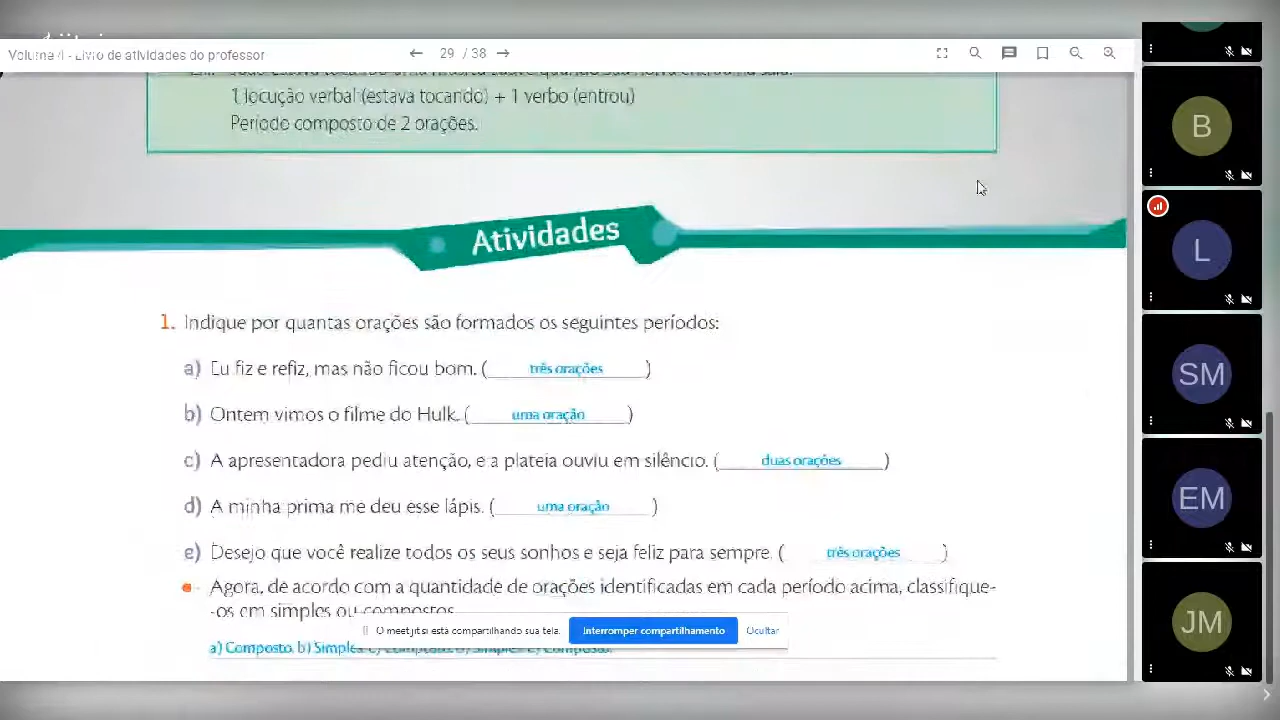 Volume 4 - Livro de atividades do professor
29 / 38
1 locução verbal (estava tocando) + 1 verbo (entrou)
Período composto de 2 orações.
Atividades
1. Indique por quantas orações são formados os seguintes períodos:
a) Eu fiz e refiz, mas não ficou bom. (três orações)
b) Ontem vimos o filme do Hulk. (uma oração)
c) A apresentadora pediu atenção, e a plateia ouviu em silêncio. (duas orações)
d) A minha prima me deu esse lápis. (uma oração)
e) Desejo que você realize todos os seus sonhos e seja feliz para sempre. (três orações)
Agora, de acordo com a quantidade de orações identificadas em cada período acima, classifique-
-os em simples ou compostos.
O meet.jit.si está compartilhando sua tela. Interromper compartilhamento Ocultar
a) Composto. b) Simples c) Composto. d) Simples e) Composto.
B
L
SM
EM
JM